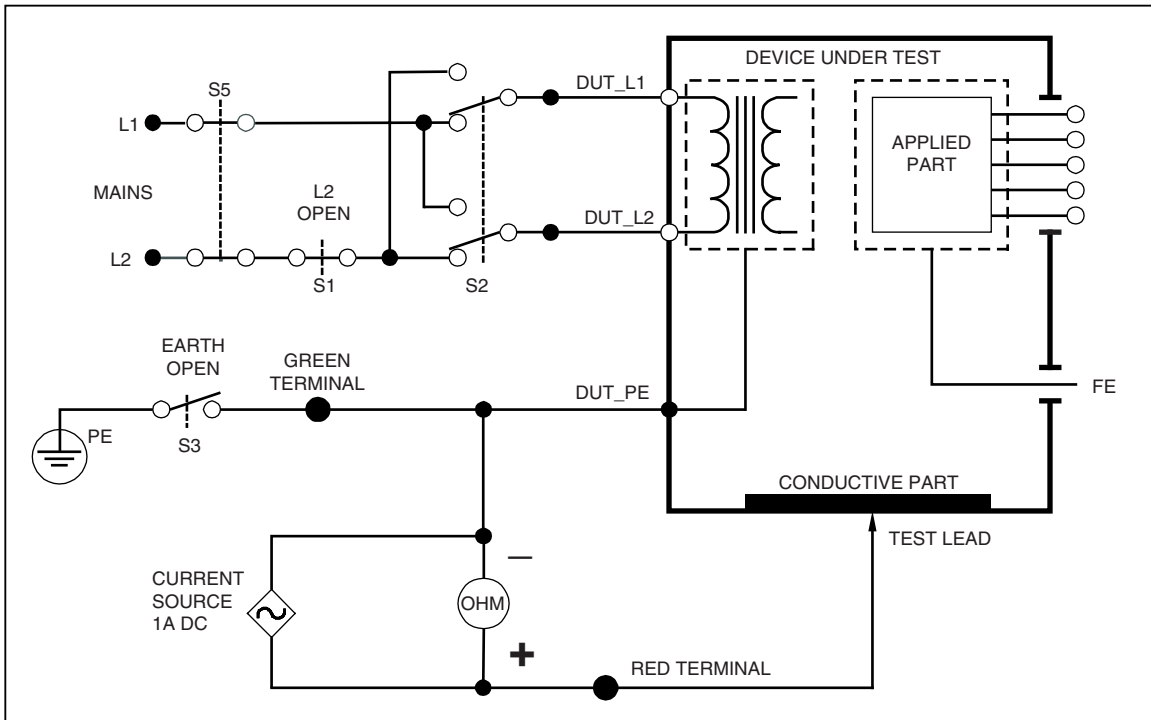 DEVICE UNDER TEST
S5
DUT_L1
L1
APPLIED
PART
MAINS
L2
OPEN
DUT_L2
L2
S1
S2
EARTH
OPEN
GREEN
TERMINAL
DUT_PE
FE
PE
S3
CONDUCTIVE PART
TEST LEAD
–
CURRENT
SOURCE
1A DC
OHM
+
RED TERMINAL